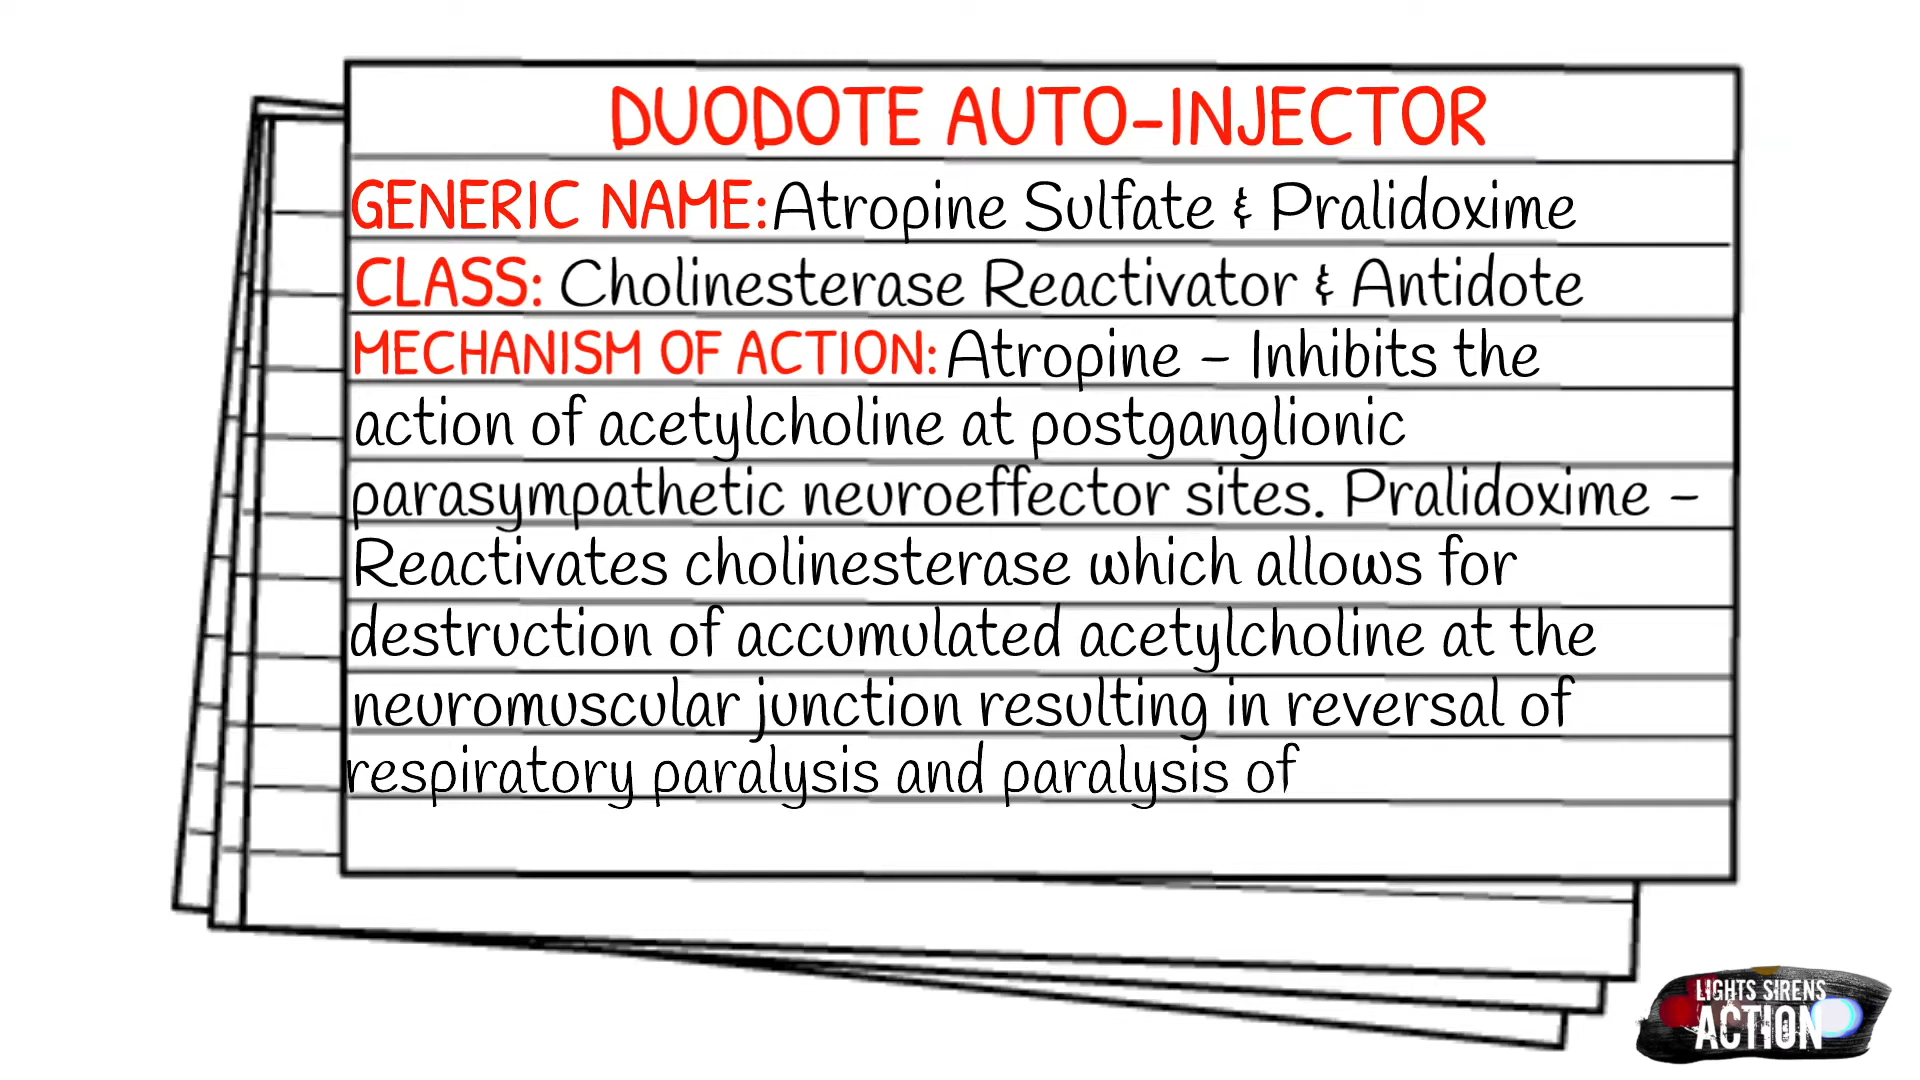 DUODOTE AUTO-INJECTOR
GENERIC NAME: Atropine Sulfate & Pralidoxime
CLASS: Cholinesterase Reactivator & Antidote
MECHANISM OF ACTION: Atropine - Inhibits the
action of acetylcholine at postganglionic
parasympathetic neuroeffector sites. Pralidoxime -
Reactivates cholinesterase which allows for
destruction of accumulated acetylcholine at the
neuromuscular junction resulting in reversal of
respiratory paralysis and paralysis of
LIGHTS SIRENS
ACTION